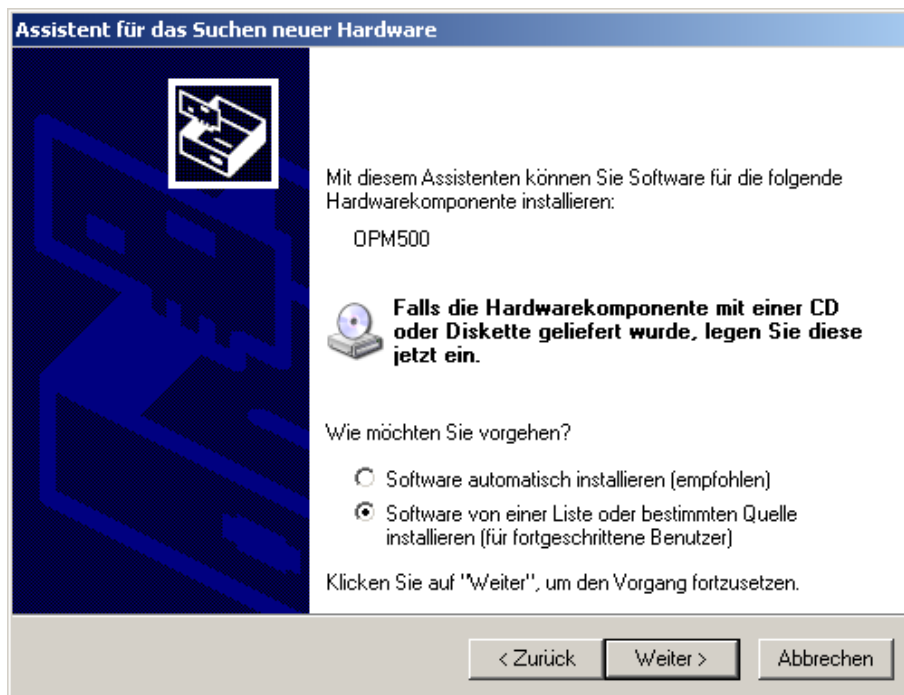 Assistent für das Suchen neuer Hardware
Mit diesem Assistenten können Sie Software für die folgende
Hardwarekomponente installieren:
OPM500
Falls die Hardwarekomponente mit einer CD
oder Diskette geliefert wurde, legen Sie diese
jetzt ein.
Wie möchten Sie vorgehen?
Software automatisch installieren (empfohlen)
Software von einer Liste oder bestimmten Quelle
installieren (für fortgeschrittene Benutzer)
Klicken Sie auf "Weiter", um den Vorgang fortzusetzen.
< Zurück Weiter > Abbrechen